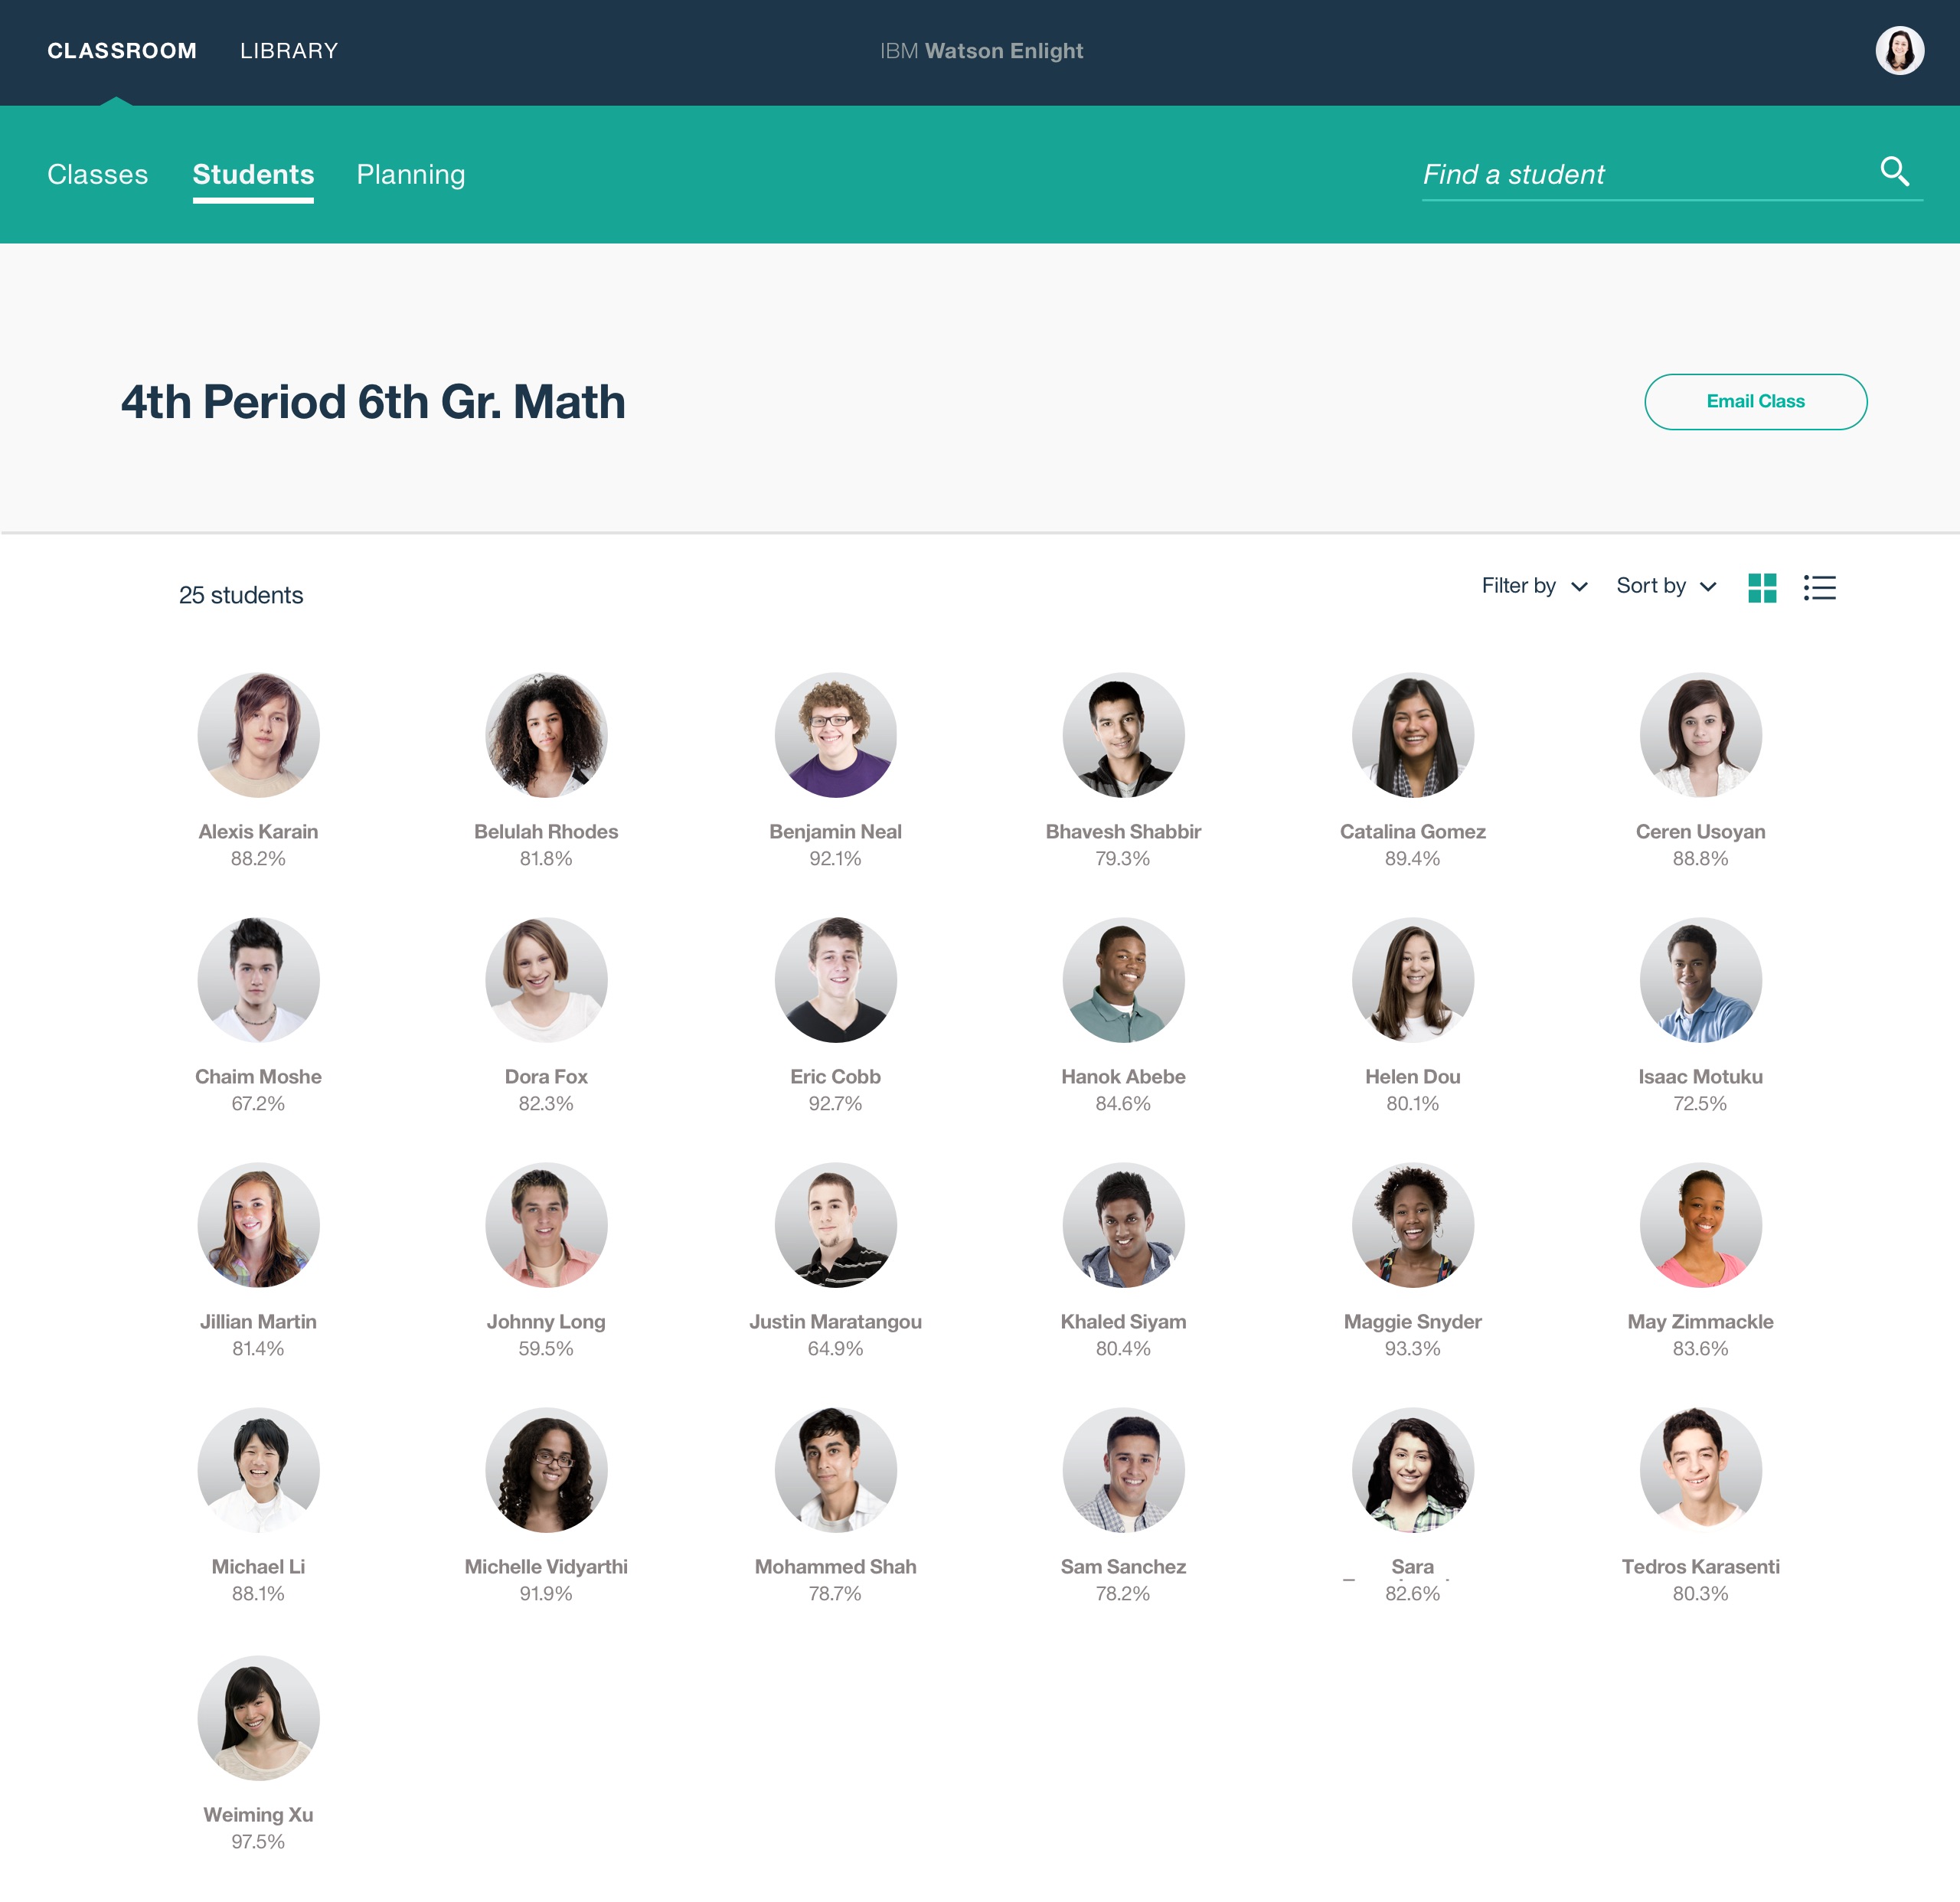 CLASSROOM LIBRARY IBM Watson Enlight
Classes Students Planning Find a student
4th Period 6th Gr. Math Email Class
25 students Filter by Sort by
Alexis Karain Belulah Rhodes Benjamin Neal Bhavesh Shabbir Catalina Gomez Ceren Usoyan
88.2% 81.8% 92.1% 79.3% 89.4% 88.8%
Chaim Moshe Dora Fox Eric Cobb Hanok Abebe Helen Dou Isaac Motuku
67.2% 82.3% 92.7% 84.6% 80.1% 72.5%
Jillian Martin Johnny Long Justin Maratangou Khaled Siyam Maggie Snyder May Zimmackle
81.4% 59.5% 64.9% 80.4% 93.3% 83.6%
Michael Li Michelle Vidyarthi Mohammed Shah Sam Sanchez Sara Tedros Karasenti
88.1% 91.9% 78.7% 78.2% 82.6% 80.3%
Weiming Xu
97.5%